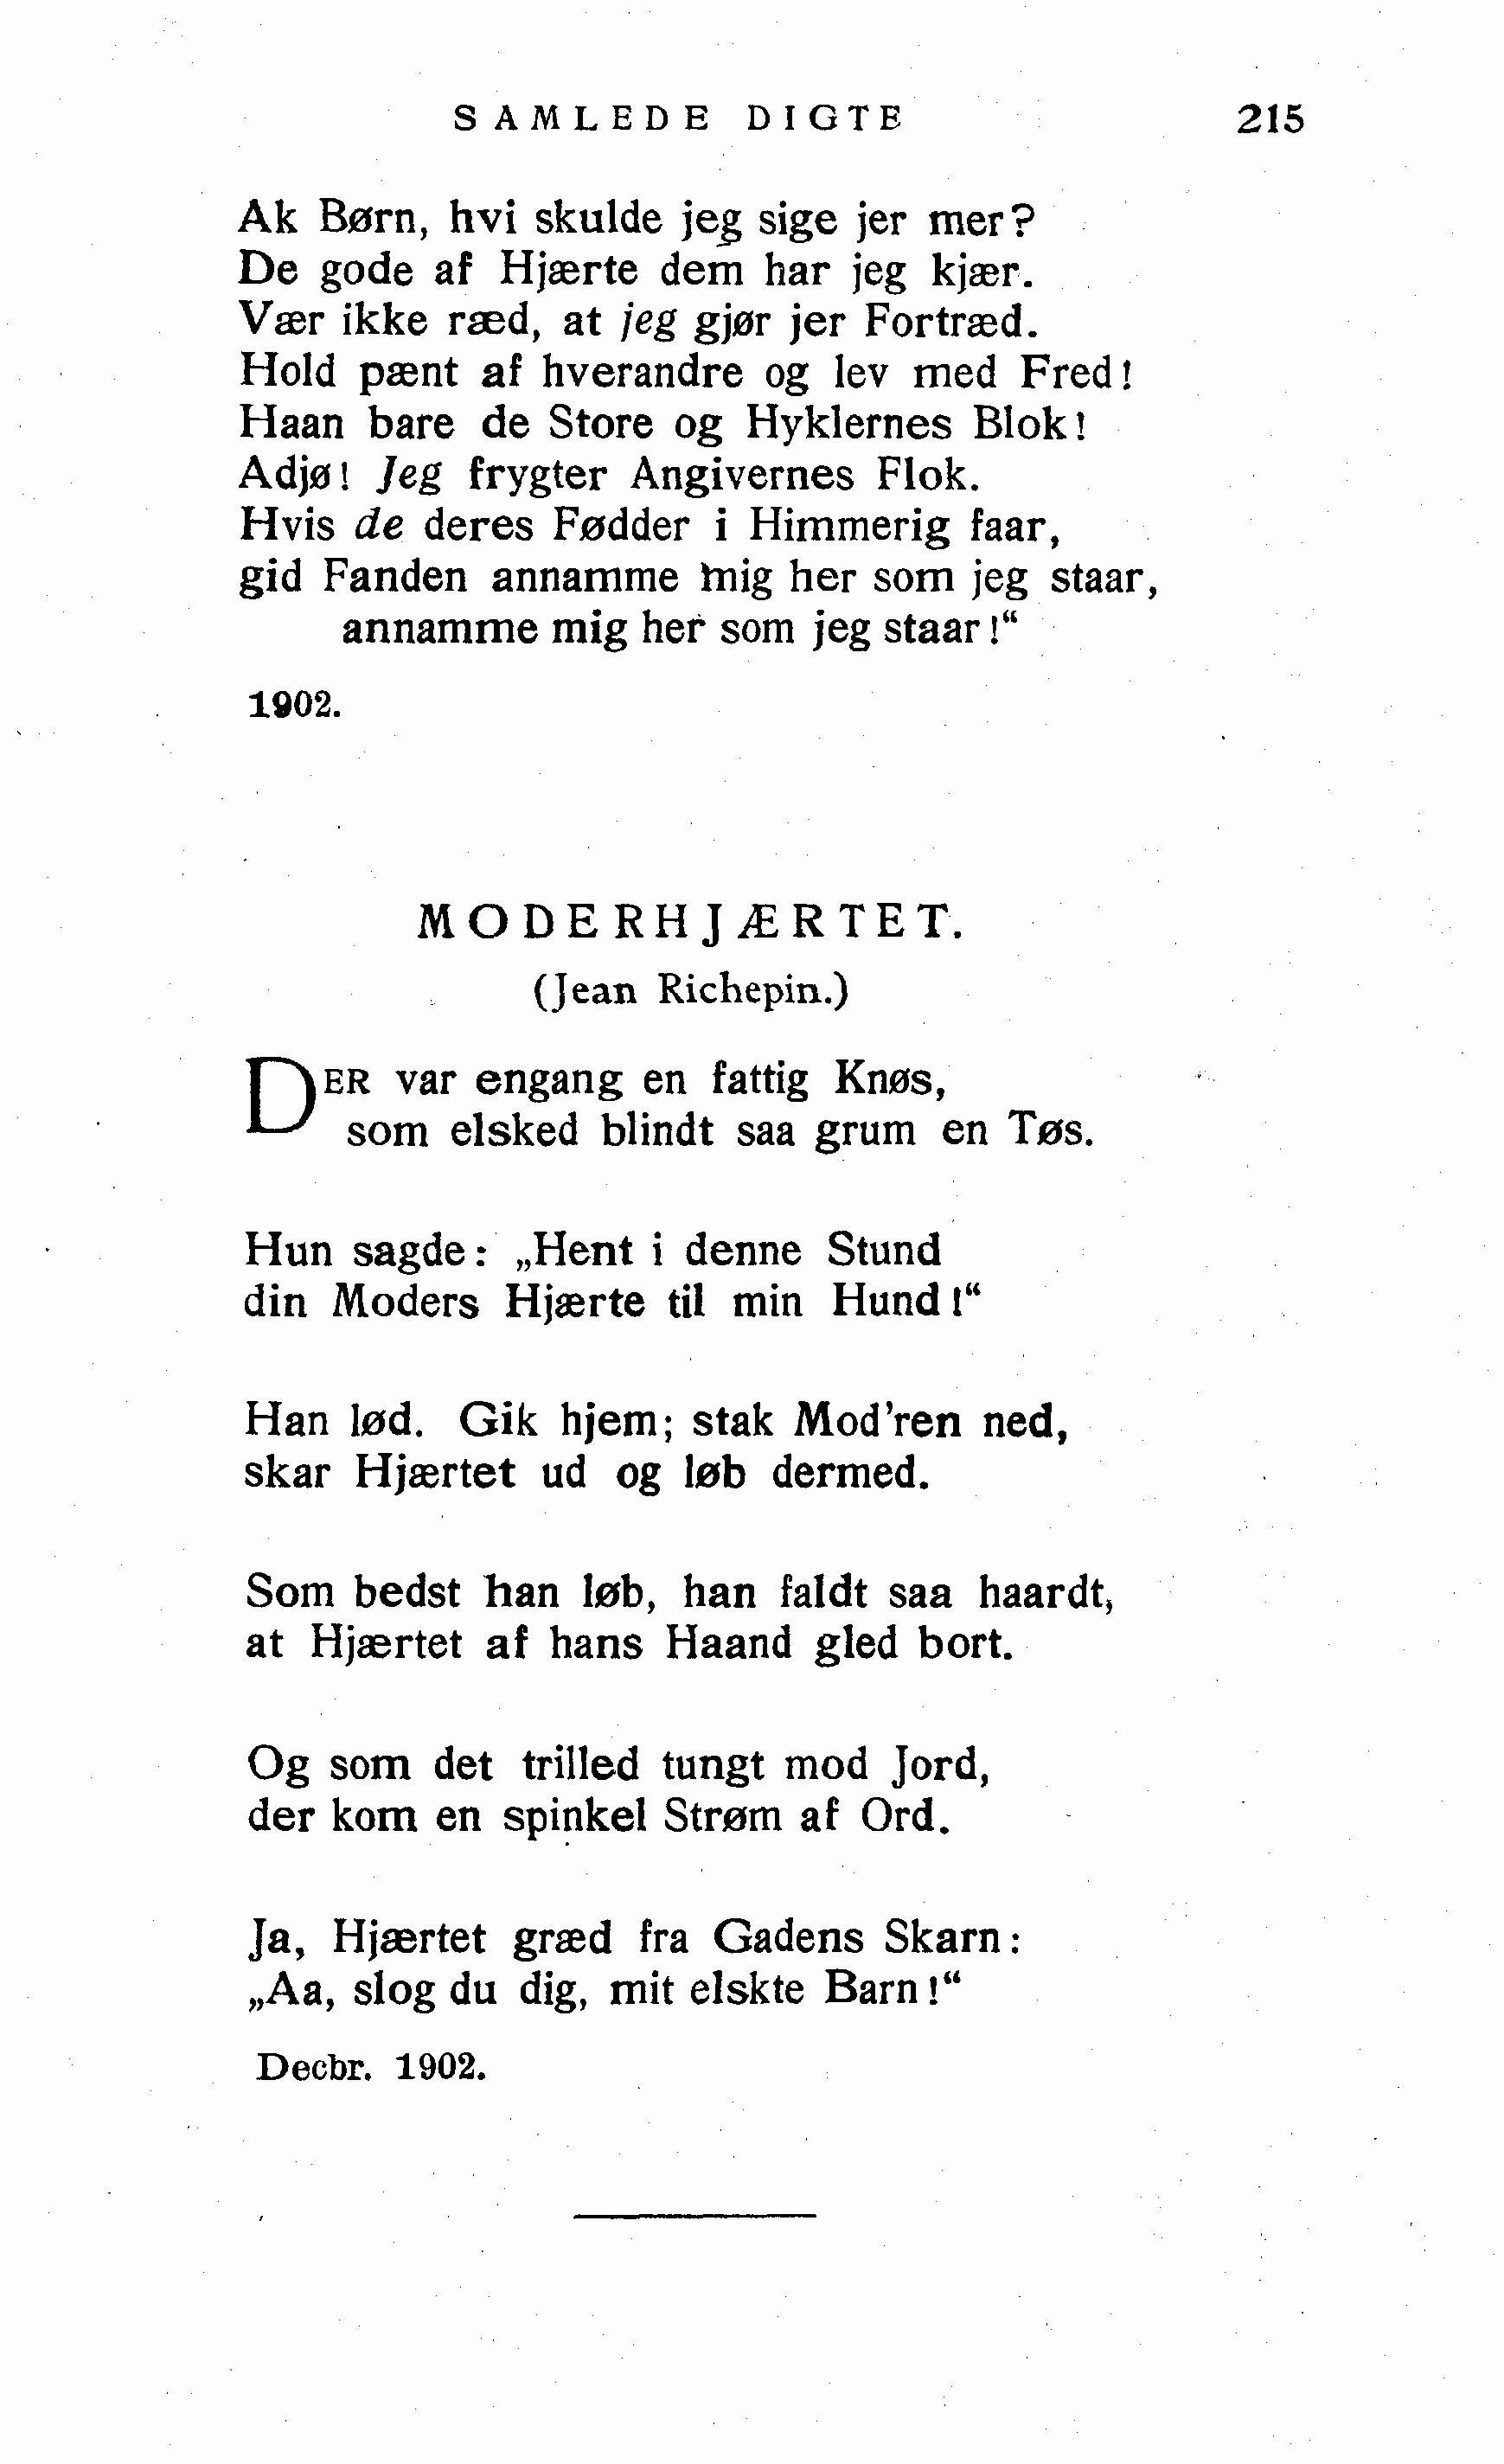 SAMLEDE DIGTE 215
Ak Børn, hvi skulde jeg sige jer mer?
De gode af Hjærte dem har jeg kjær.
Vær ikke ræd, at jeg gjør jer Fortræd.
Hold pænt af hverandre og lev med Fred!
Haan bare de Store og Hyklernes Blok!
Adjø! Jeg frygter Angivernes Flok.
Hvis de deres Fødder i Himmerig faar,
gid Fanden annamme mig her som jeg staar,
annamme mig her som jeg staar!“
1902.
MODERHJÆRTET.
(Jean Richepin.)
DER var engang en fattig Knøs,
som elsked blindt saa grum en Tøs.
Hun sagde: „Hent i denne Stund
din Moders Hjærte til min Hund!“
Han lød. Gik hjem; stak Mod'ren ned,
skar Hjærtet ud og løb dermed.
Som bedst han løb, han faldt saa haardt,
at Hjærtet af hans Haand gled bort.
Og som det trilled tungt mod Jord,
der kom en spinkel Strøm af Ord.
Ja, Hjærtet græd fra Gadens Skarn:
„Aa, slog du dig, mit elskte Barn!“
Decbr. 1902.